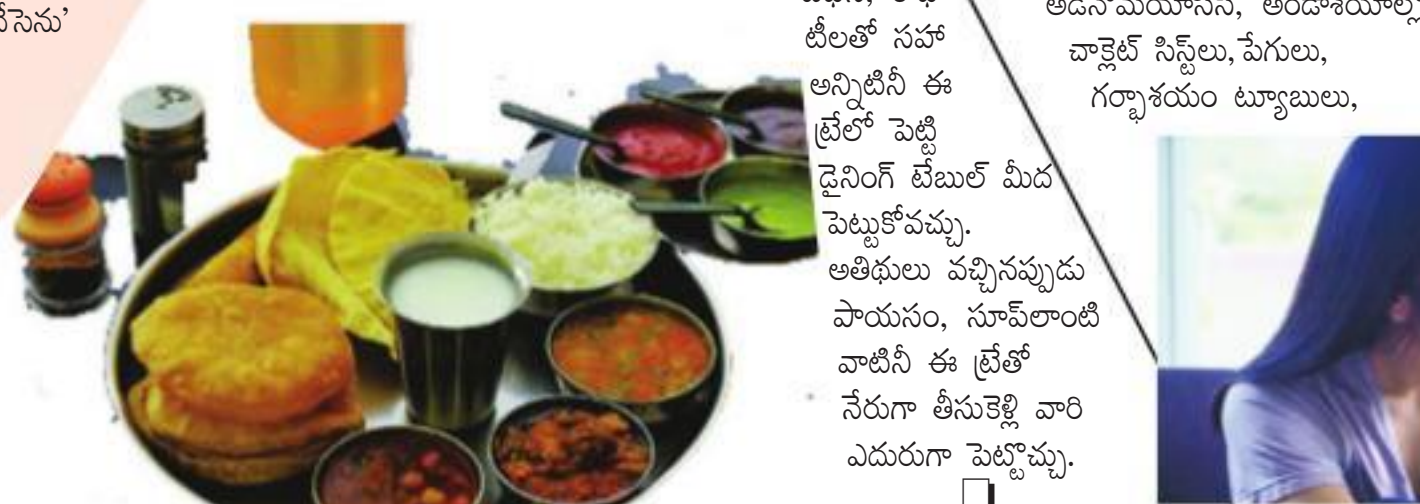 టీలతో సహా
అన్నిటినీ ఈ
ట్రేలో పెట్టి
డైనింగ్ టేబుల్ మీద
పెట్టుకోవచ్చు.
అతిథులు వచ్చినప్పుడు
పాయసం, సూప్‌లాంటి
వాటినీ ఈ ట్రేతో
నేరుగా తీసుకెళ్లి వారి
ఎదురుగా పెట్టొచ్చు.
చాక్లెట్ సిస్ట్‌లు, పేగులు,
గర్భాశయం ట్యూబులు,